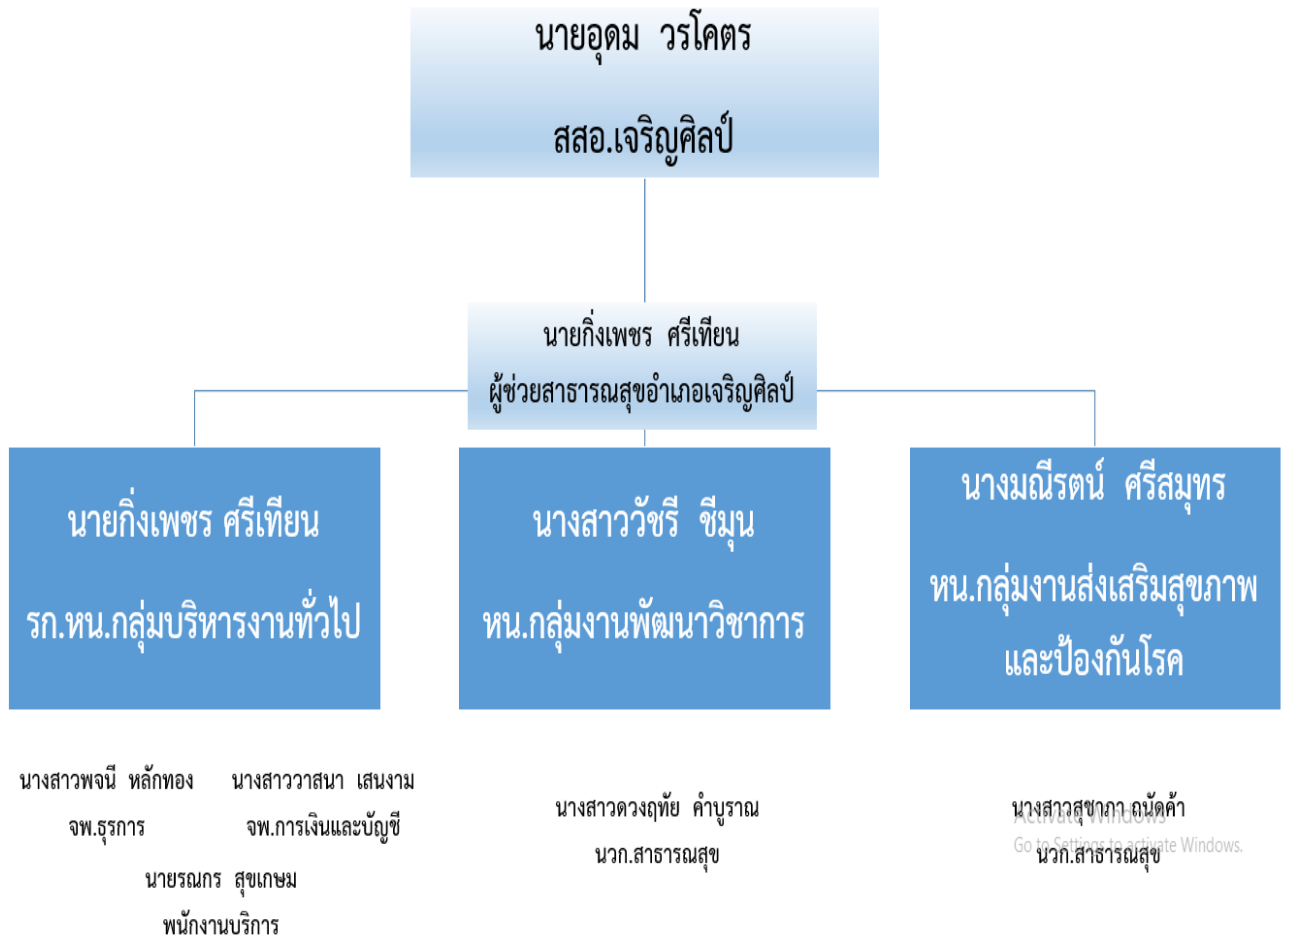 นายอุดม วรโคตร
สสอ.เจริญศิลป์
นายกิ่งเพชร ศรีเทียน
ผู้ช่วยสาธารณสุขอำเภอเจริญศิลป์
นายกิ่งเพชร ศรีเทียน
รก.หน.กลุ่มบริหารงานทั่วไป
นางสาววัชรี ชีมุน
หน.กลุ่มงานพัฒนาวิชาการ
นางมณีรตน์ ศรีสมุทร
หน.กลุ่มงานส่งเสริมสุขภาพ
และป้องกันโรค
นางสาวพจนี หลักทอง
จพ.ธุรการ
นางสาววาสนา เสนงาม
จพ.การเงินและบัญชี
นายรณกร สุขเกษม
พนักงานบริการ
นางสาวดวงฤทัย คำบูราณ
นวก.สาธารณสุข
นางสาวสุชาภา ถนัดค้า
นวก.สาธารณสุข
Activate Windows
Go to Settings to activate Windows.